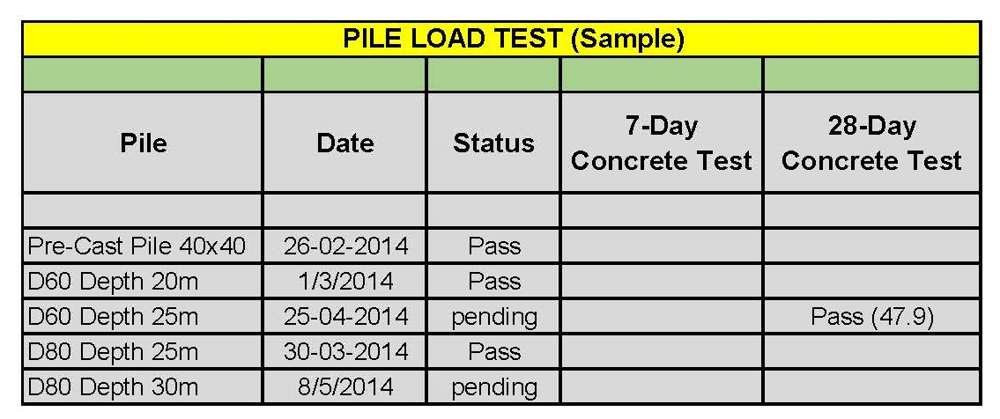 PILE LOAD TEST (Sample)
Pile Date Status 7-Day Concrete Test 28-Day Concrete Test
Pre-Cast Pile 40x40 26-02-2014 Pass
D60 Depth 20m 1/3/2014 Pass
D60 Depth 25m 25-04-2014 pending Pass (47.9)
D80 Depth 25m 30-03-2014 Pass
D80 Depth 30m 8/5/2014 pending